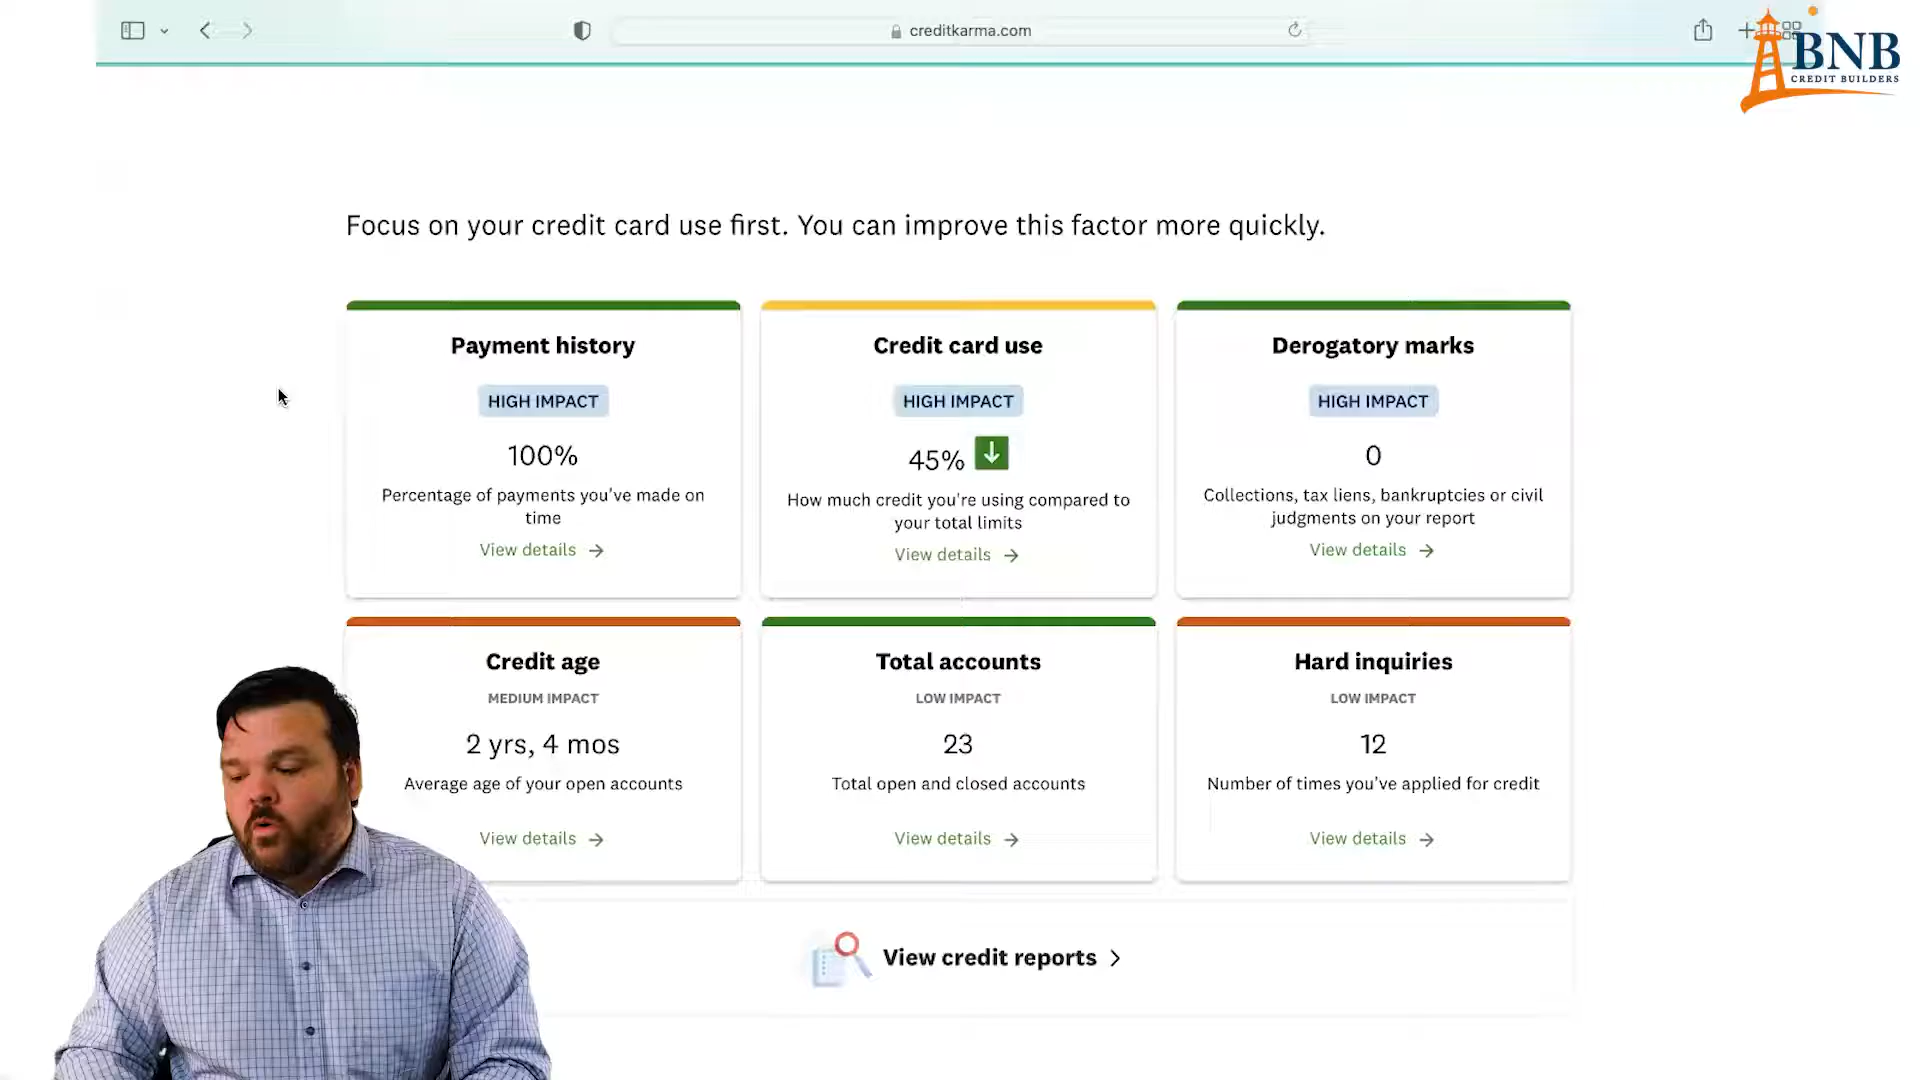 creditkarma.com
BNB
CREDIT BUILDERS
Focus on your credit card use first. You can improve this factor more quickly.
Payment history
HIGH IMPACT
100%
Percentage of payments you've made on
time
View details
Credit card use
HIGH IMPACT
45%
How much credit you're using compared to
your total limits
View details
Derogatory marks
HIGH IMPACT
0
Collections, tax liens, bankruptcies or civil
judgments on your report
View details
Credit age
MEDIUM IMPACT
2 yrs, 4 mos
Average age of your open accounts
View details
Total accounts
LOW IMPACT
23
Total open and closed accounts
View details
Hard inquiries
LOW IMPACT
12
Number of times you've applied for credit
View details
View credit reports